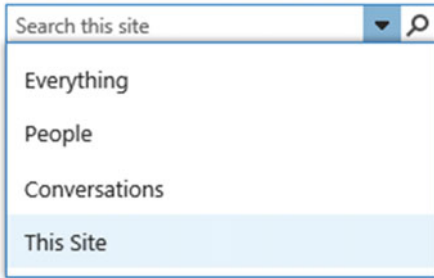 Search this site
Everything
People
Conversations
This Site